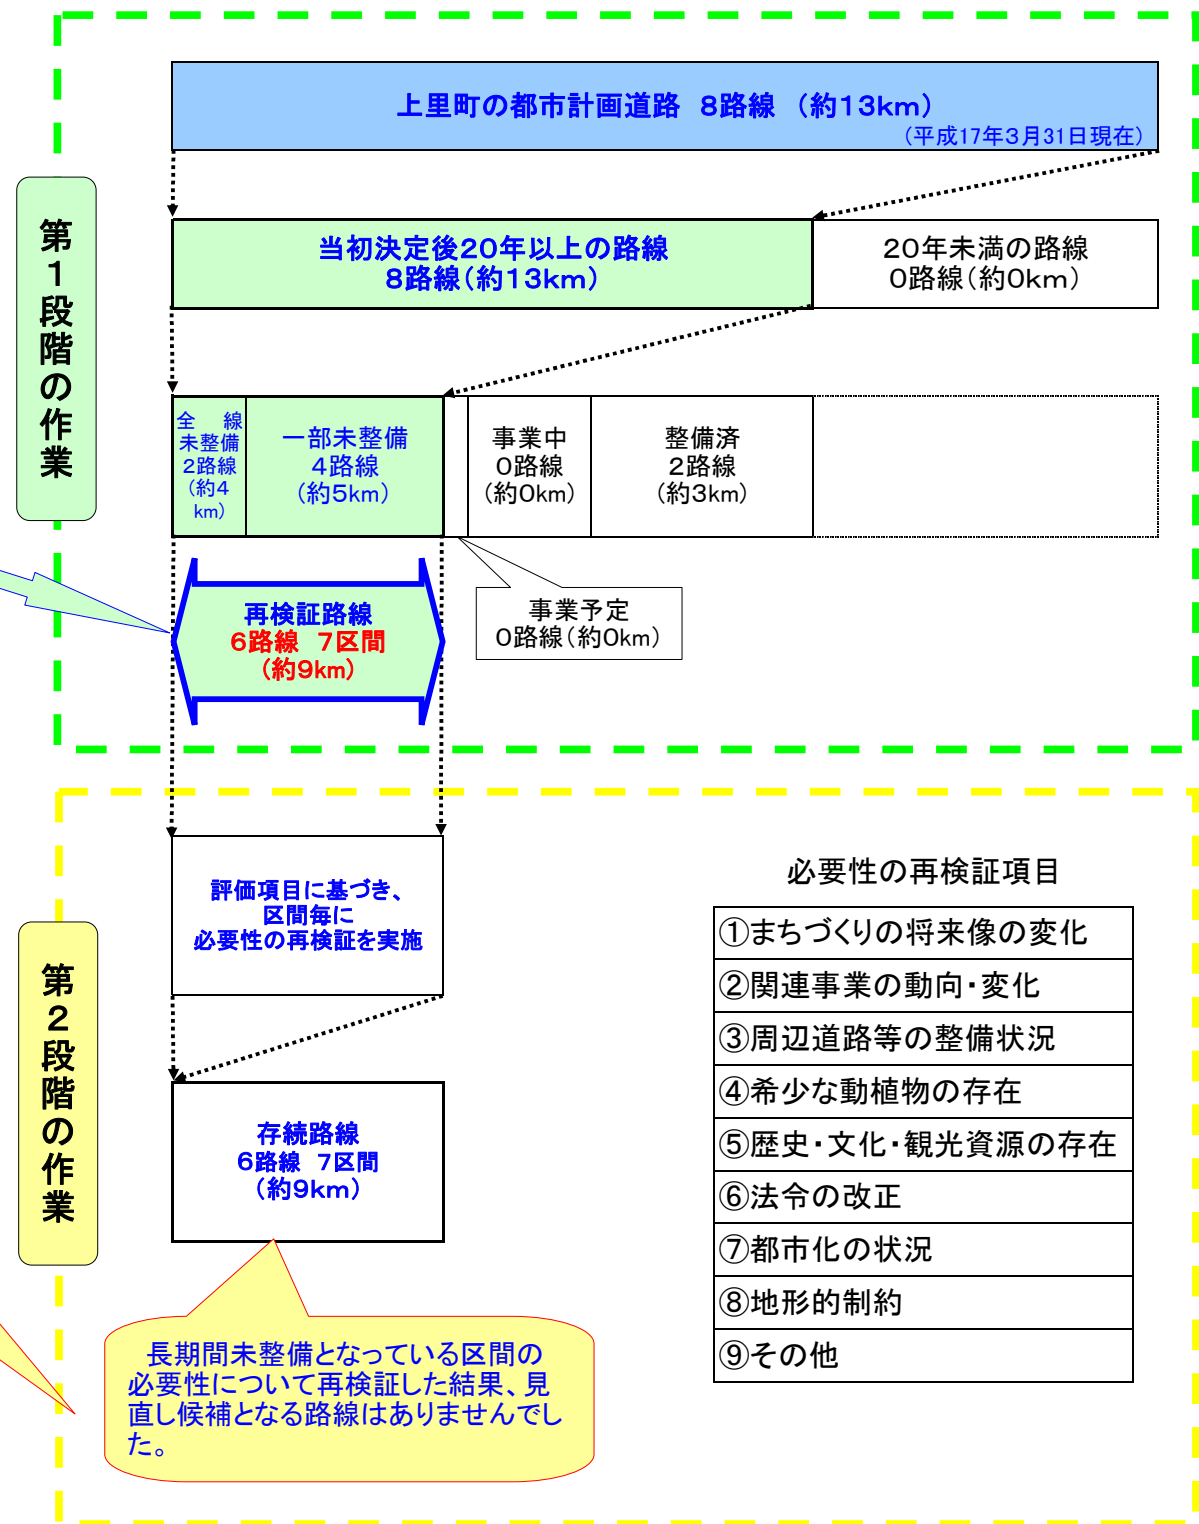 上里町の都市計画道路 8路線 (約13km)
(平成17年3月31日現在)
第1段階の作業
当初決定後20年以上の路線
8路線(約13km)
20年未満の路線
0路線(約0km)
全 線
未整備
2路線
(約4
km)
一部未整備
4路線
(約5km)
事業中
0路線
(約0km)
整備済
2路線
(約3km)
再検証路線
6路線 7区間
(約9km)
事業予定
0路線(約0km)
第2段階の作業
評価項目に基づき、
区間毎に
必要性の再検証を実施
存続路線
6路線 7区間
(約9km)
長期間未整備となっている区間の
必要性について再検証した結果、見
直し候補となる路線はありませんでし
た。
必要性の再検証項目
①まちづくりの将来像の変化
②関連事業の動向・変化
③周辺道路等の整備状況
④希少な動植物の存在
⑤歴史・文化・観光資源の存在
⑥法令の改正
⑦都市化の状況
⑧地形的制約
⑨その他